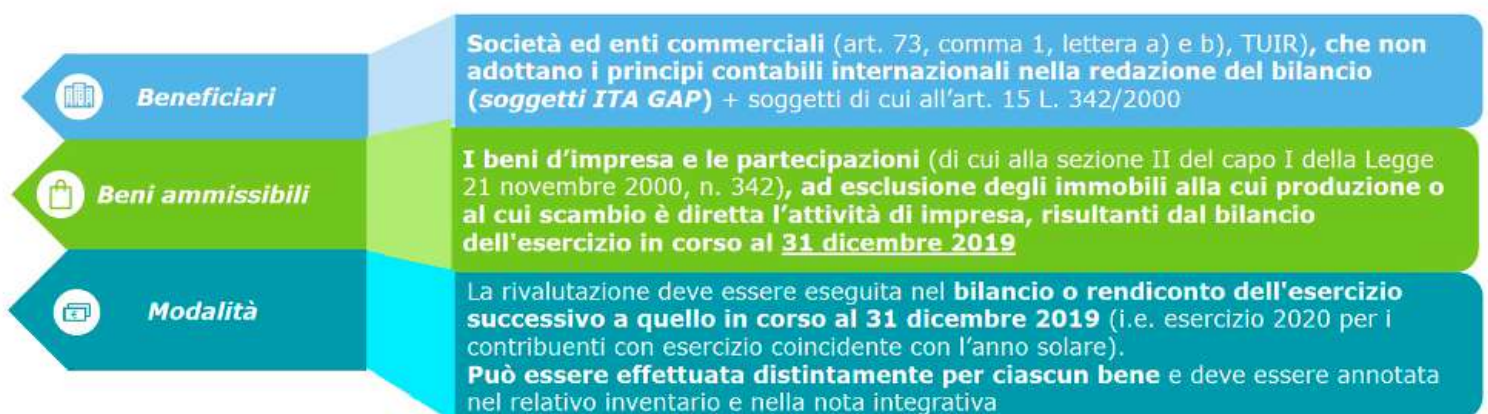 Beneficiari
Società ed enti commerciali (art. 73, comma 1, lettera a) e b), TUIR), che non
adottano i principi contabili internazionali nella redazione del bilancio
(soggetti ITA GAP) + soggetti di cui all'art. 15 L. 342/2000
Beni ammissibili
I beni d'impresa e le partecipazioni (di cui alla sezione II del capo I della Legge
21 novembre 2000, n. 342), ad esclusione degli immobili alla cui produzione o
al cui scambio è diretta l'attività di impresa, risultanti dal bilancio
dell'esercizio in corso al 31 dicembre 2019
Modalità
La rivalutazione deve essere eseguita nel bilancio o rendiconto dell'esercizio
successivo a quello in corso al 31 dicembre 2019 (i.e. esercizio 2020 per i
contribuenti con esercizio coincidente con l'anno solare).
Può essere effettuata distintamente per ciascun bene e deve essere annotata
nel relativo inventario e nella nota integrativa